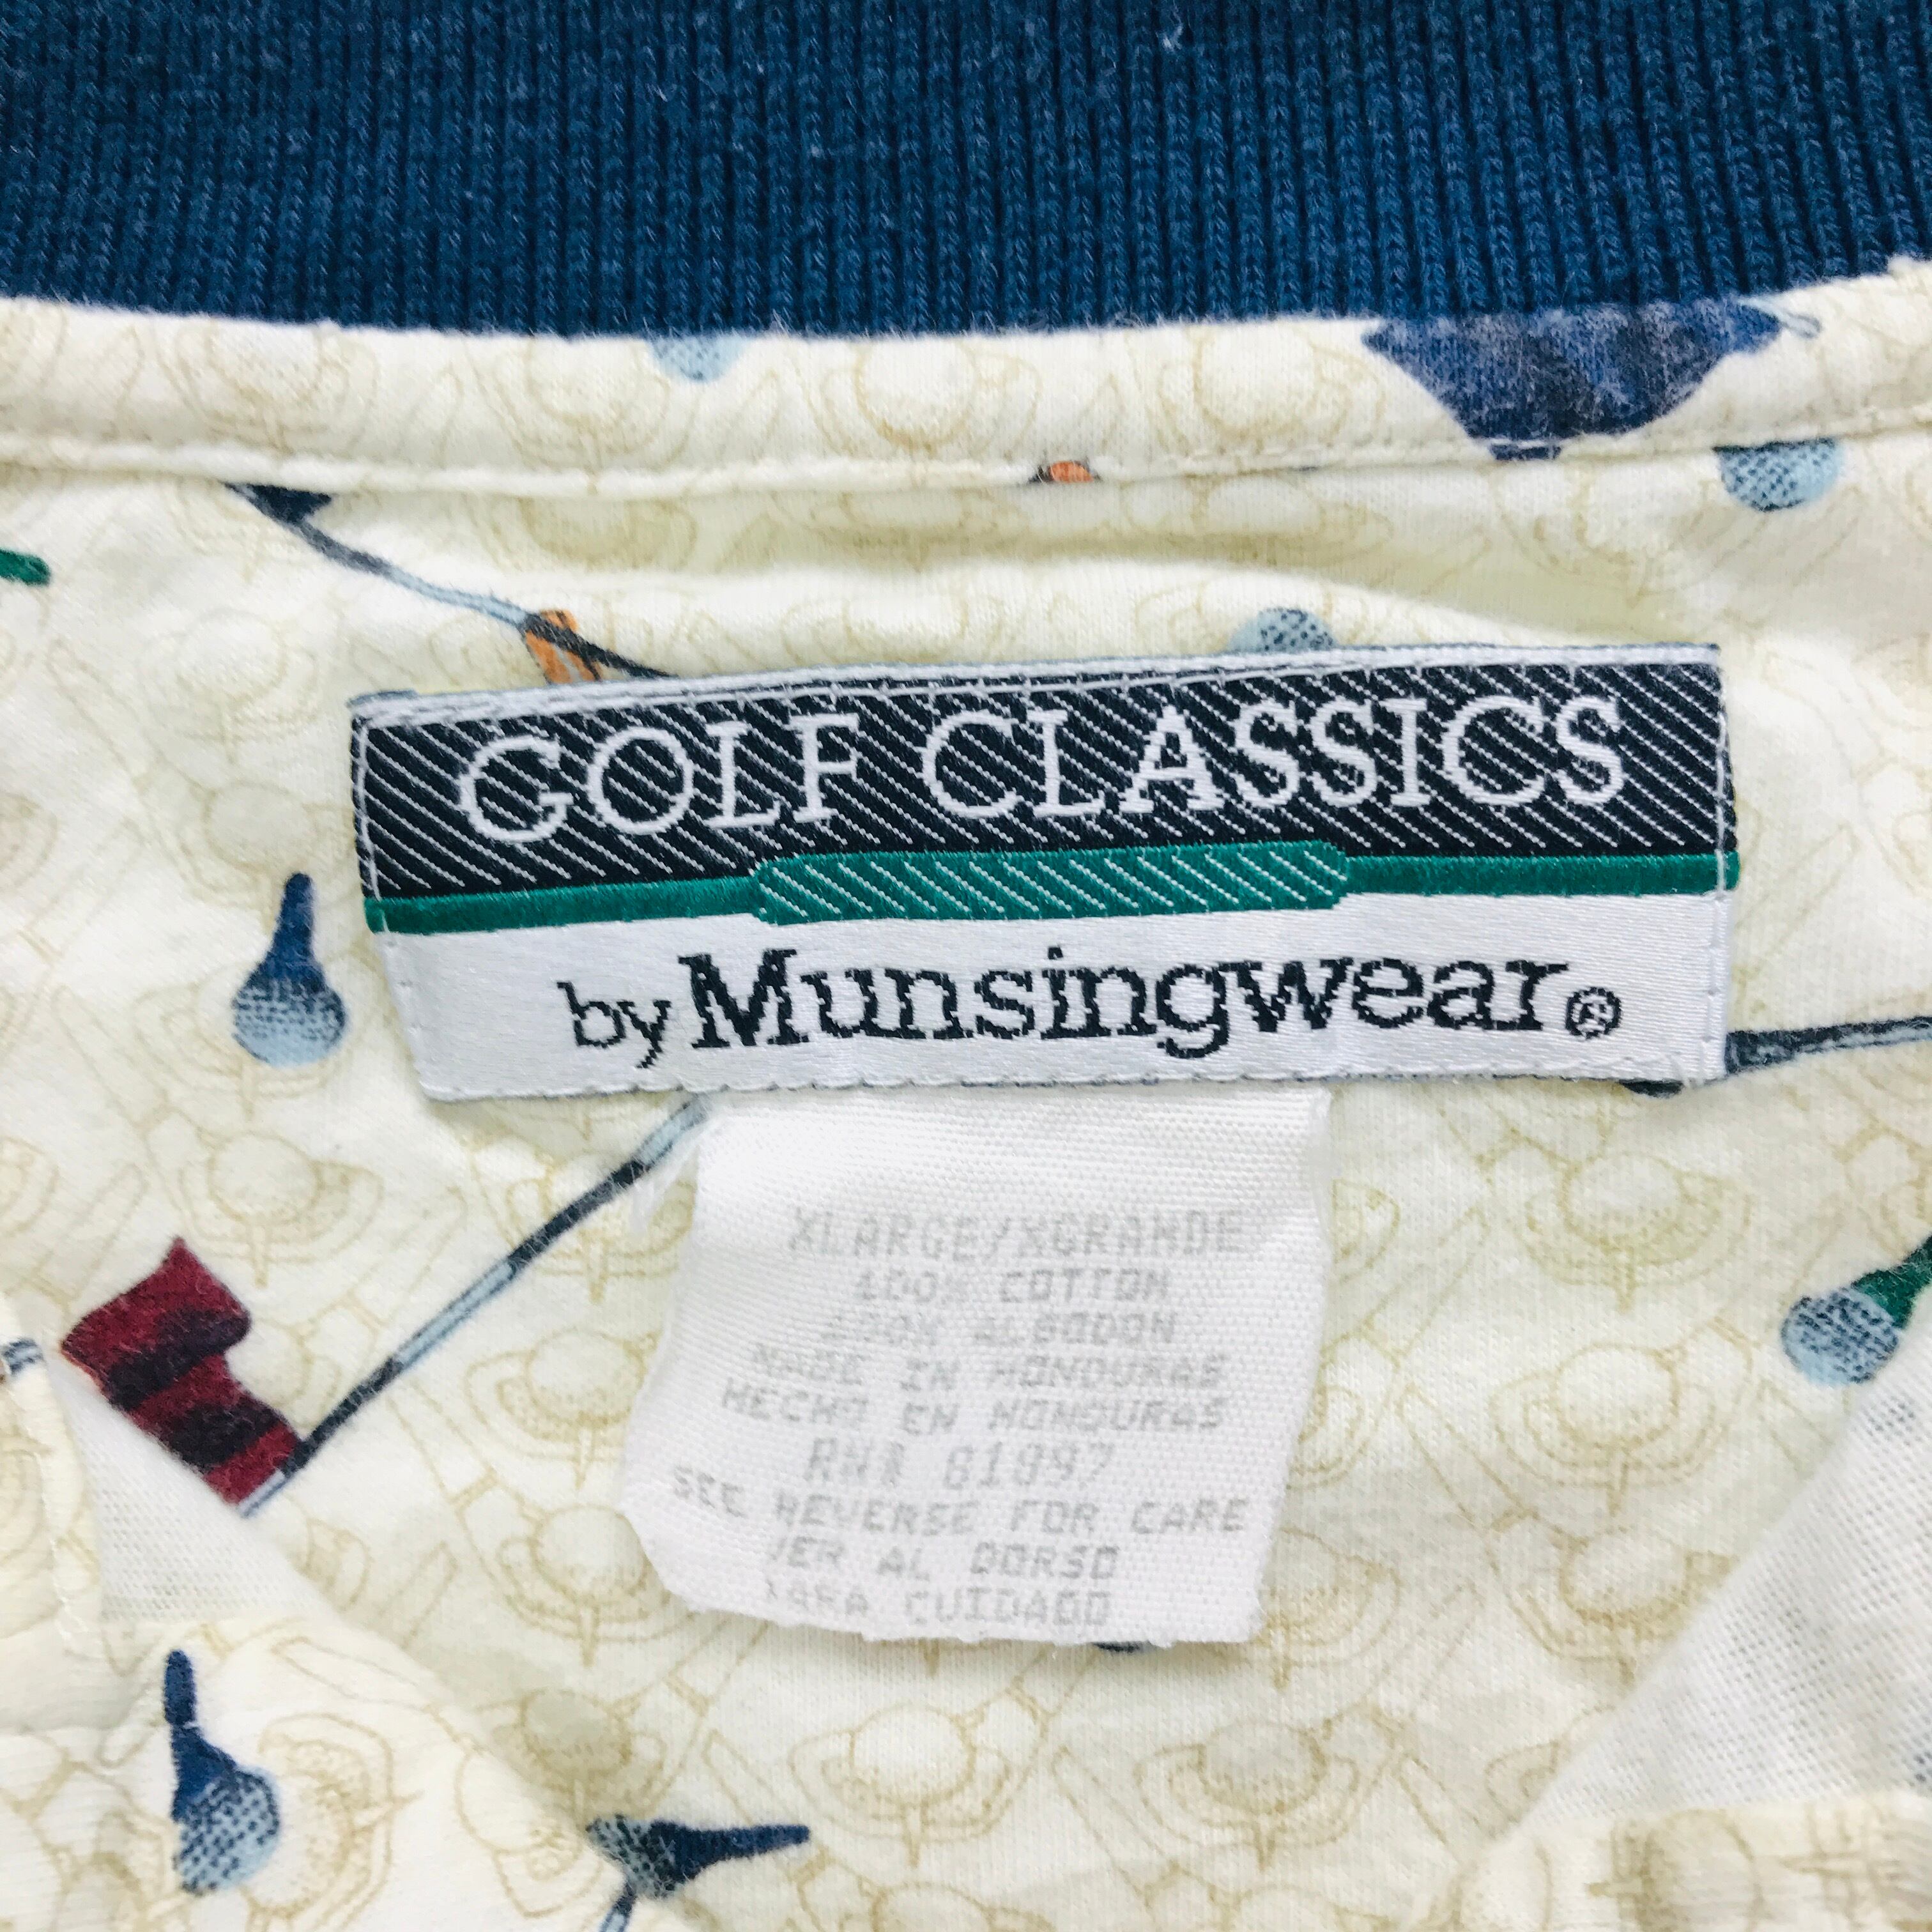 GOLF CLASSICS
by Munsingwear®
XLARGE/XGRANDE
100% COTTON
100% ALGODON
MADE IN HONDURAS
HECHO EN HONDURAS
RN# 81897
SEE REVERSE FOR CARE
VER AL DORSO
PARA CUIDADO